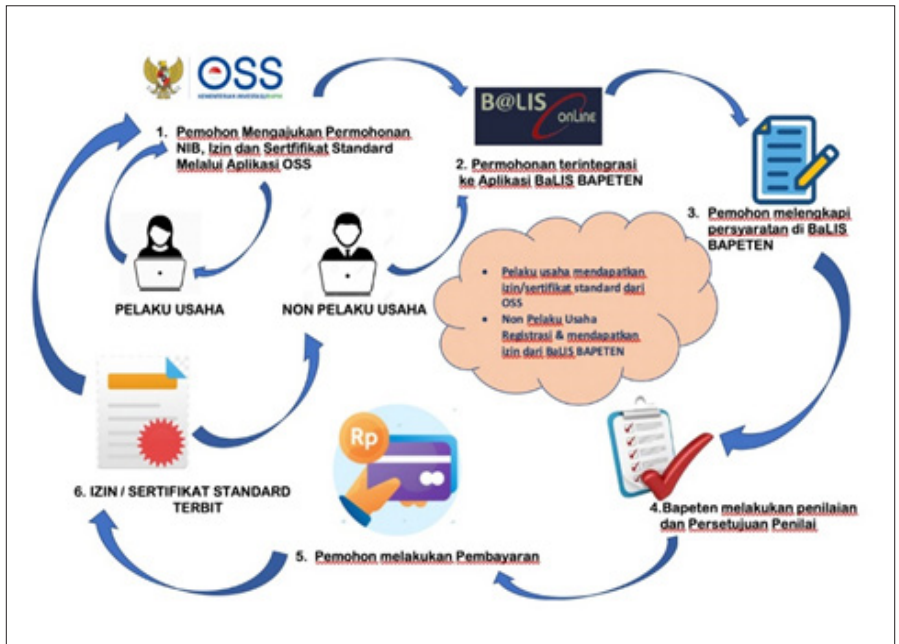 OSS
1. Pemohon Mengajukan Permohonan
NIB, Izin dan Sertfifikat Standard
Melalui Aplikasi OSS
B@LIS
onLine
2. Permohonan terintegrasi
ke Aplikasi BaLIS BAPETEN
3. Pemohon melengkapi
persyaratan di BaLIS
BAPETEN
PELAKU USAHA
NON PELAKU USAHA
• Pelaku usaha mendapatkan
izin/sertifikat standard dari
OSS
• Non Pelaku Usaha
Registrasi & mendapatkan
izin dari BaLIS BAPETEN
Rp
4.Bapeten melakukan penilaian
dan Persetujuan Penilai
5. Pemohon melakukan Pembayaran
6. IZIN / SERTIFIKAT STANDARD
TERBIT